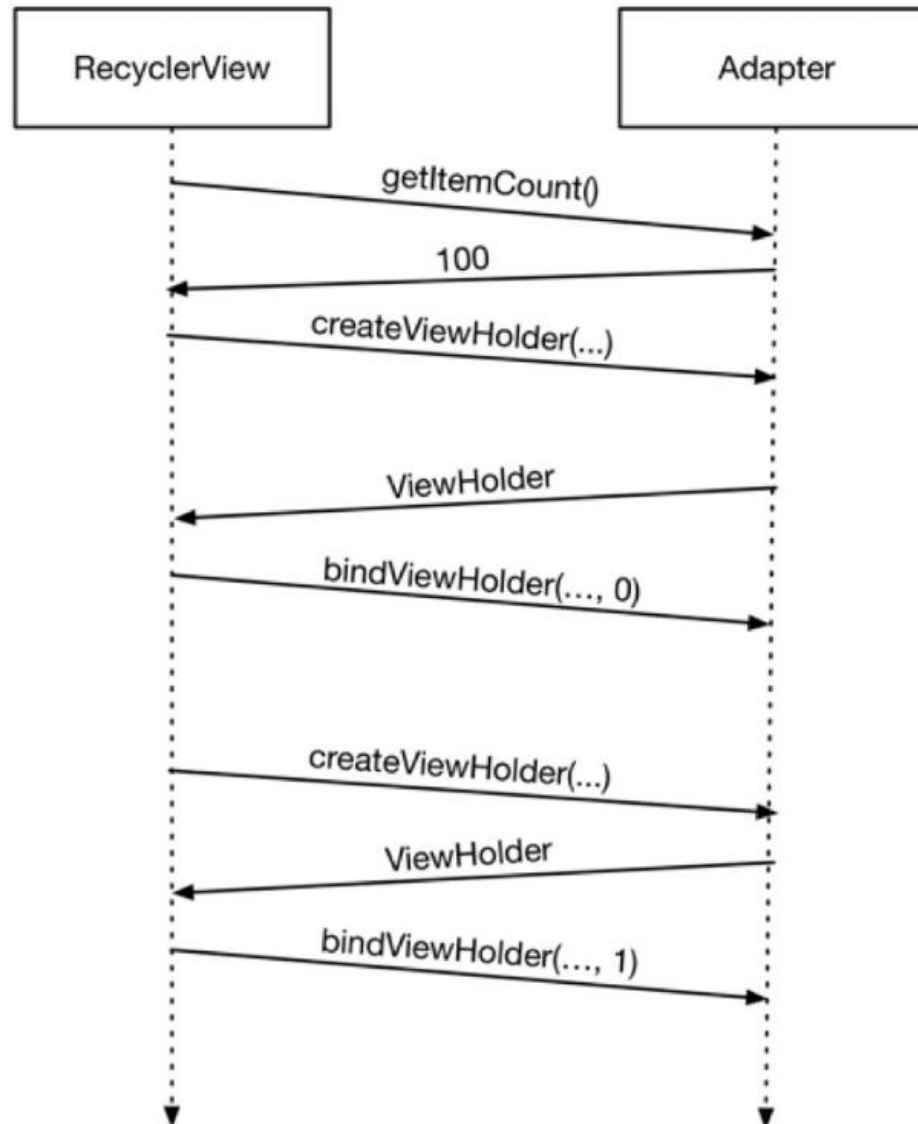 RecyclerView
Adapter
getItemCount()
100
createViewHolder(...)
ViewHolder
bindViewHolder(..., 0)
createViewHolder(...)
ViewHolder
bindViewHolder(..., 1)